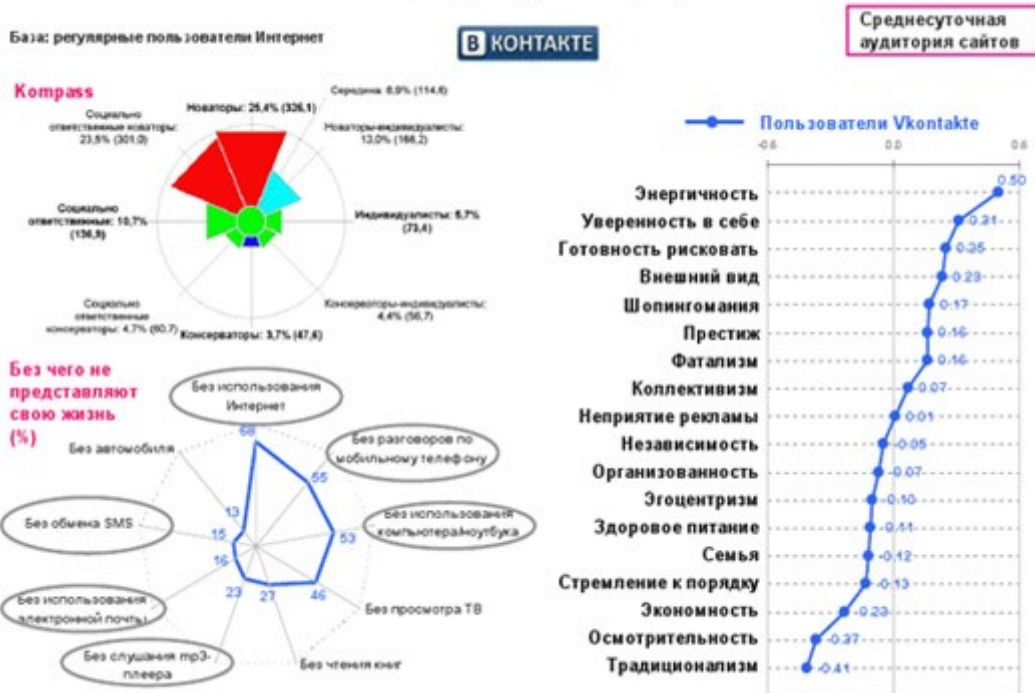 База: регулярные пользователи Интернет
В КОНТАКТЕ
Среднесуточная
аудитория сайтов
Kompass
Середина: 8,9% (114,6)
Новаторы: 25,4% (326,1)
Социально
ответственные новаторы:
23,5% (301,0)
Новаторы-индивидуалисты:
13,0% (166,2)
Социально
ответственные: 10,7%
(136,9)
Индивидуалисты: 5,7%
(73,4)
Социально
ответственные
консерваторы: 4,7% (60,7)
Консерваторы-индивидуалисты:
4,4% (56,7)
Консерваторы: 3,7% (47,6)
Без чего не
представляют
свою жизнь
(%)
Без использования
Интернет
68
Без разговоров по
мобильному телефону
55
Без использования
компьютера/ноутбука
53
Без просмотра ТВ
46
Без чтения книг
27
Без слушания mp3-
плеера
23
Без использования
электронной почты
16
Без обмена SMS
15
Без автомобиля
13
Пользователи Vkontakte
0.0
Энергичность 0.50
Уверенность в себе
Готовность рисковать 0.25
Внешний вид 0.23
Шопингомания 0.17
Престиж 0.16
Фатализм 0.16
Коллективизм 0.07
Неприятие рекламы 0.01
Независимость -0.05
Организованность -0.07
Эгоцентризм -0.10
Здоровое питание -0.11
Семья -0.12
Стремление к порядку -0.13
Экономность -0.23
Осмотрительность -0.37
Традиционализм -0.41